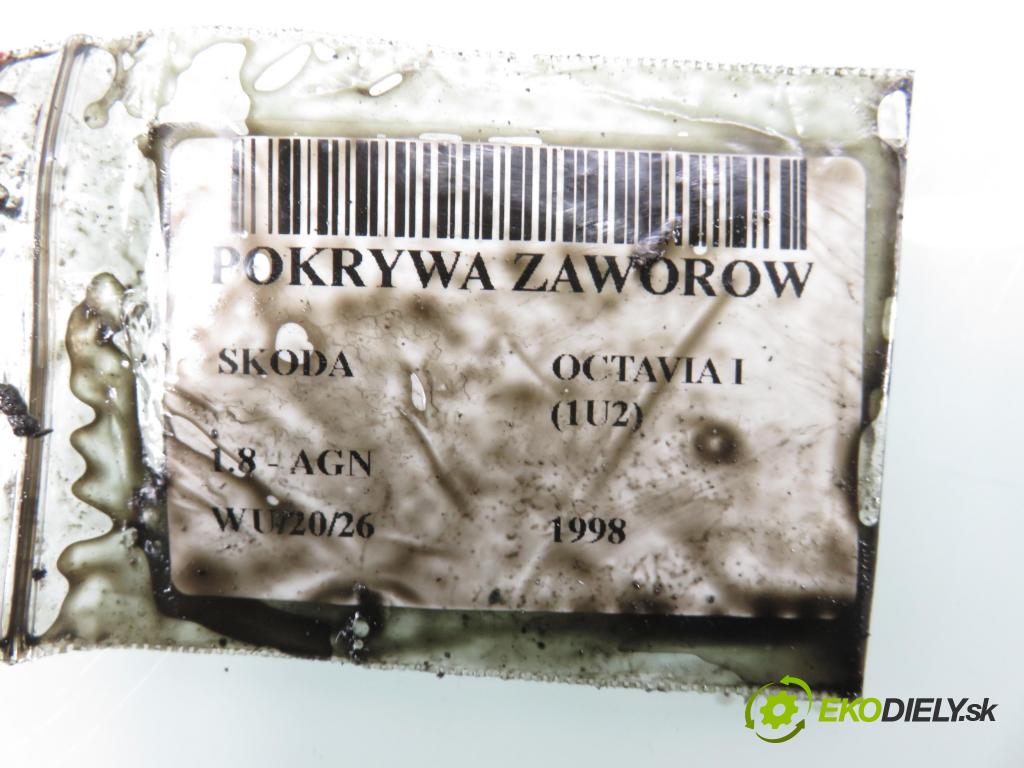 POKRYWA ZAWOROW
SKODA OCTAVIA I
(1U2)
1.8 - AGN
WU/20/26 1998
EKODIELY.sk